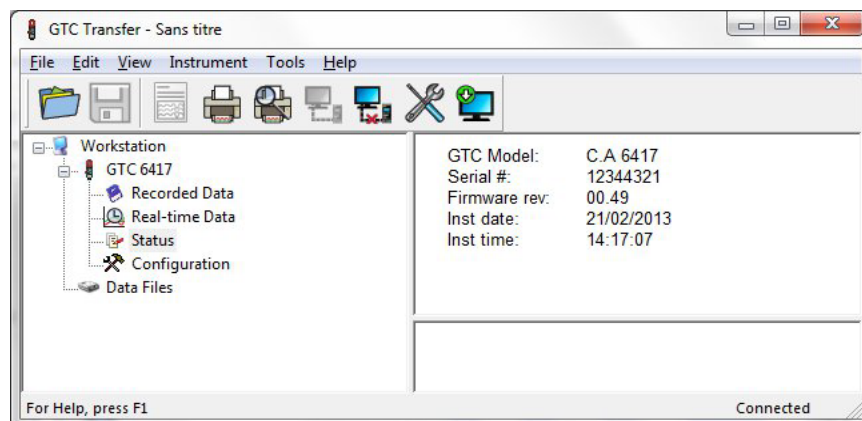 GTC Transfer - Sans titre
File Edit View Instrument Tools Help
Workstation
GTC 6417
Recorded Data
Real-time Data
Status
Configuration
Data Files
GTC Model: C.A 6417
Serial #: 12344321
Firmware rev: 00.49
Inst date: 21/02/2013
Inst time: 14:17:07
For Help, press F1 Connected